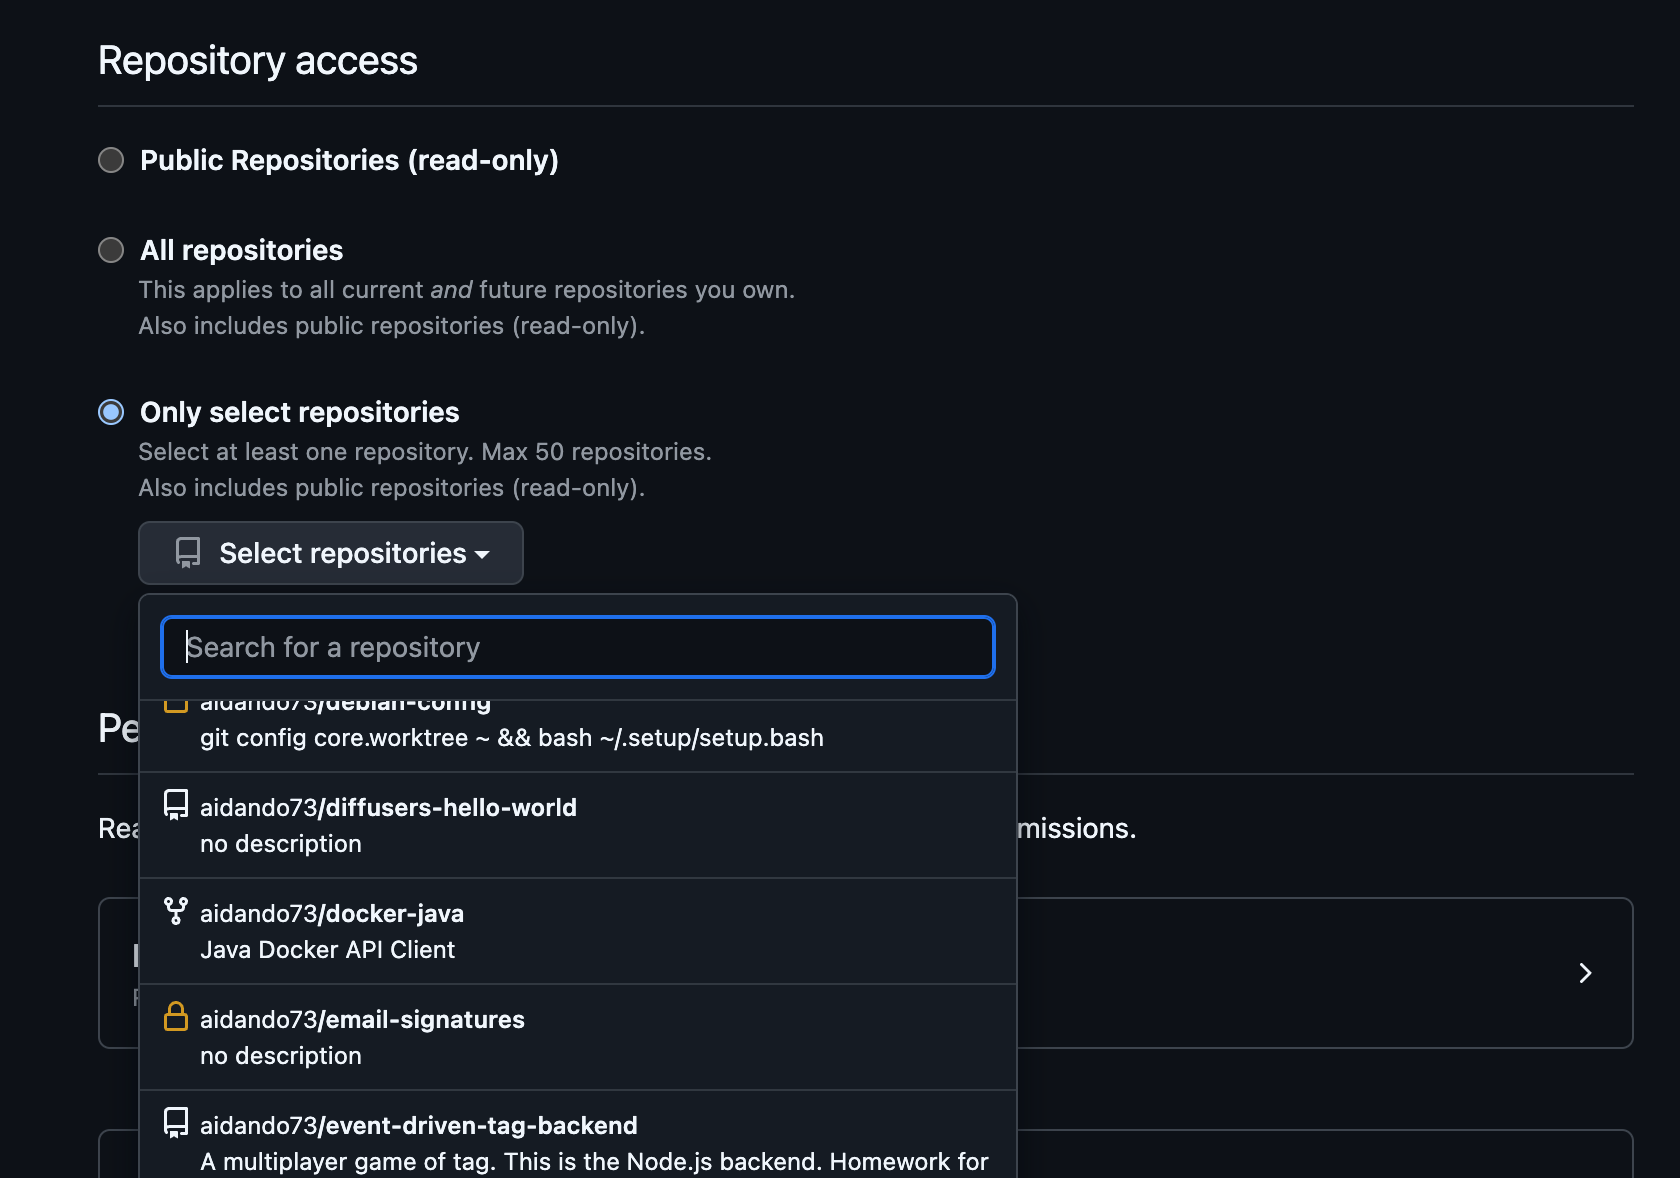 Repository access
Public Repositories (read-only)
All repositories
This applies to all current and future repositories you own.
Also includes public repositories (read-only).
Only select repositories
Select at least one repository. Max 50 repositories.
Also includes public repositories (read-only).
Select repositories
Search for a repository
aidando73/debian-config
git config core.worktree ~ && bash ~/.setup/setup.bash
aidando73/diffusers-hello-world
no description
missions.
aidando73/docker-java
Java Docker API Client
aidando73/email-signatures
no description
aidando73/event-driven-tag-backend
A multiplayer game of tag. This is the Node.js backend. Homework for